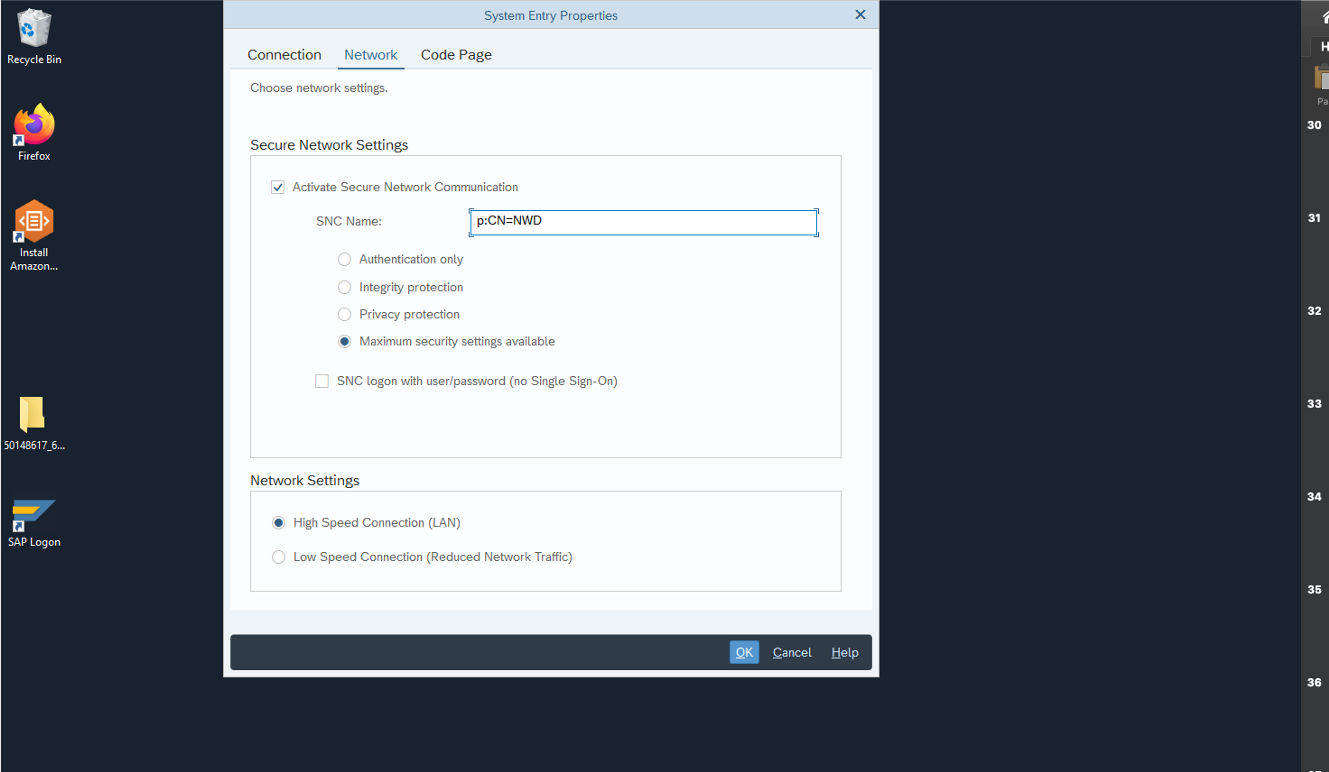 System Entry Properties
Connection Network Code Page
Choose network settings.
Secure Network Settings
Activate Secure Network Communication
SNC Name: p:CN=NWD
Authentication only
Integrity protection
Privacy protection
Maximum security settings available
SNC logon with user/password (no Single Sign-On)
Network Settings
High Speed Connection (LAN)
Low Speed Connection (Reduced Network Traffic)
OK Cancel Help
Recycle Bin
Firefox
Install
Amazon...
50148617_6...
SAP Logon
H
Pa
30
31
32
33
34
35
36